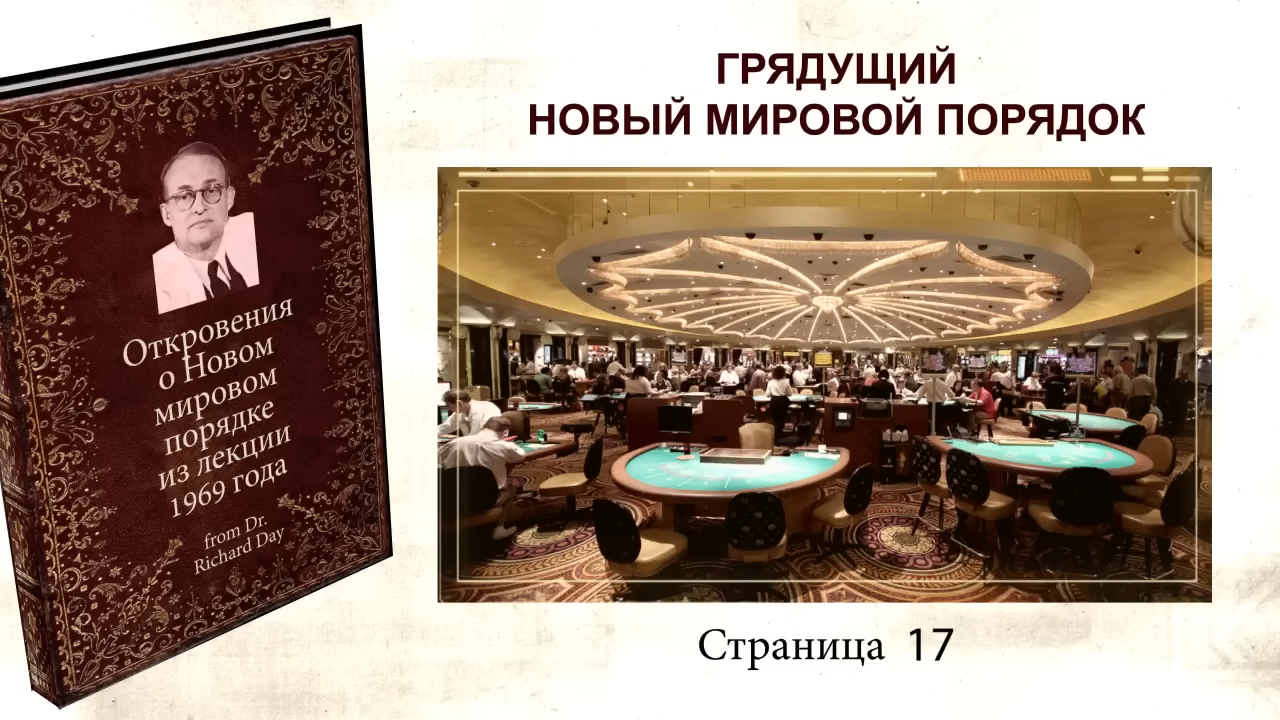 Откровения
о Новом
мировом
порядке
из лекции
1969 года
from Dr.
Richard Day
ГРЯДУЩИЙ
НОВЫЙ МИРОВОЙ ПОРЯДОК
Страница 17